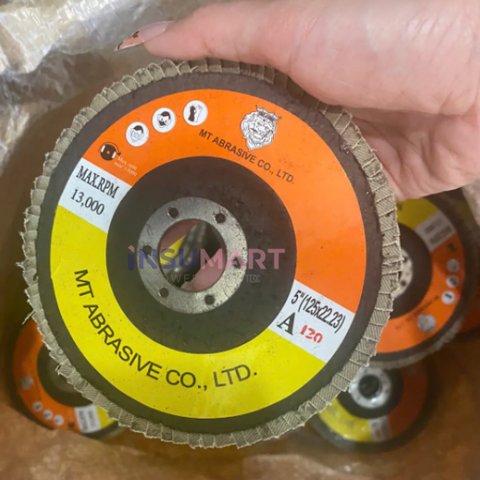 MT ABRASIVE CO., LTD.
MAX.RPM
13,000
iNSUMART
5"(125x22.23)
A 120
MT ABRASIVE CO., LTD.